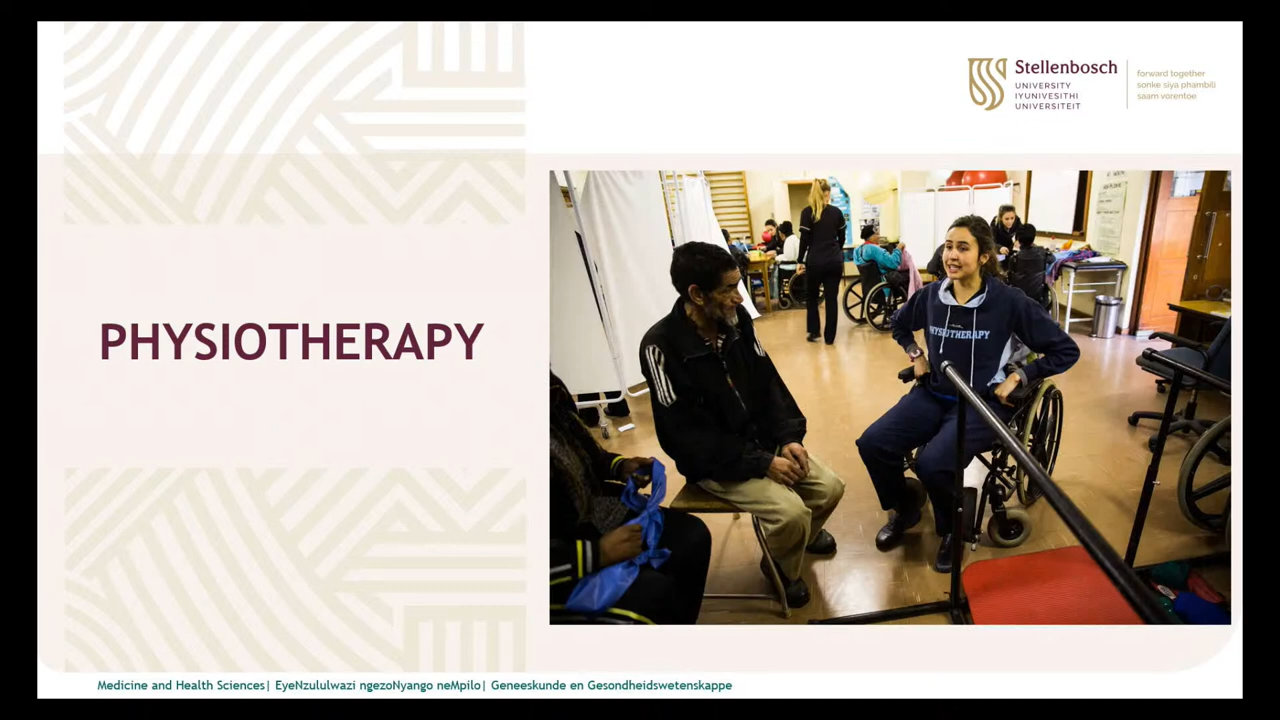 Stellenbosch
UNIVERSITY
IYUNIVESITHI
UNIVERSITEIT
forward together
sonke siya phambili
saam vorentoe
PHYSIOTHERAPY
PHYSIOTHERAPY
Medicine and Health Sciences| EyeNzululwazi ngezoNyango neMpilo| Geneeskunde en Gesondheidswetenskappe